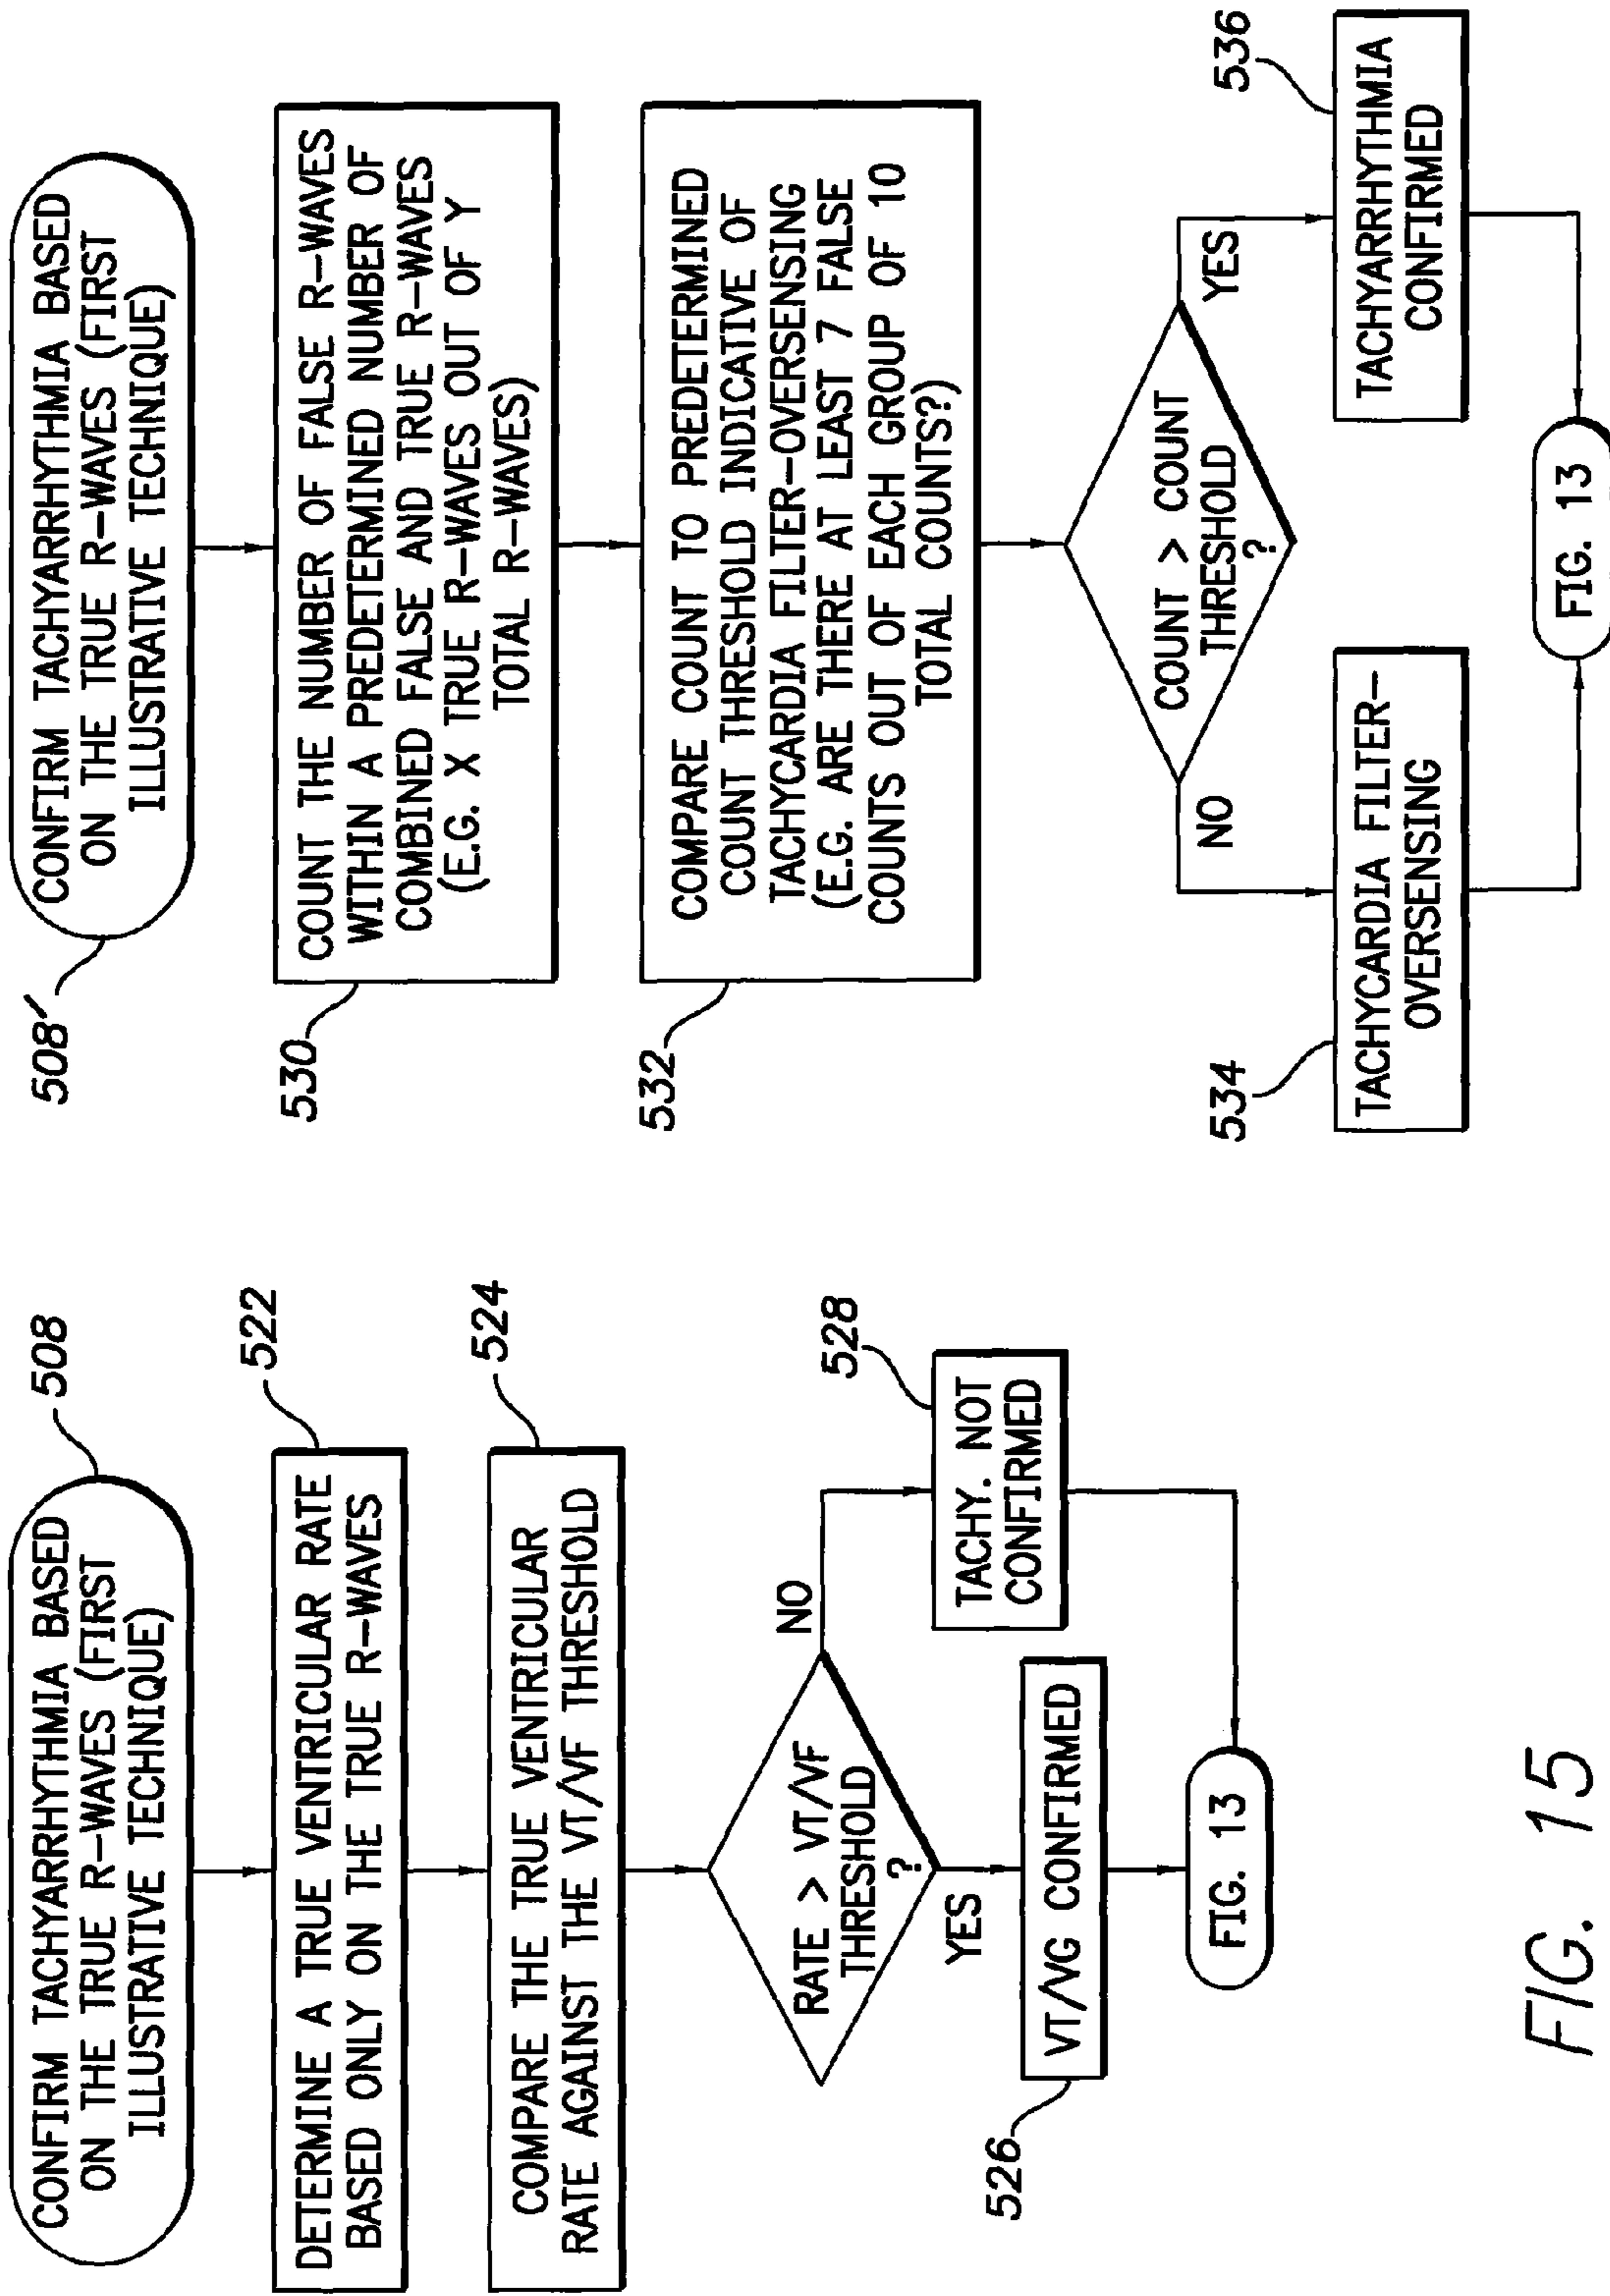 CONFIRM TACHYARRHYTHMIA BASED
ON THE TRUE R-WAVES (FIRST
ILLUSTRATIVE TECHNIQUE)
508
DETERMINE A TRUE VENTRICULAR RATE
BASED ONLY ON THE TRUE R-WAVES
522
COMPARE THE TRUE VENTRICULAR
RATE AGAINST THE VT/VF THRESHOLD
524
RATE > VT/VF
THRESHOLD
?
NO
YES
TACHY. NOT
CONFIRMED
528
VT/VG CONFIRMED
526
FIG. 13
CONFIRM TACHYARRHYTHMIA BASED
ON THE TRUE R-WAVES (FIRST
ILLUSTRATIVE TECHNIQUE)
508'
COUNT THE NUMBER OF FALSE R-WAVES
WITHIN A PREDETERMINED NUMBER OF
COMBINED FALSE AND TRUE R-WAVES
(E.G. X TRUE R-WAVES OUT OF Y
TOTAL R-WAVES)
530
COMPARE COUNT TO PREDETERMINED
COUNT THRESHOLD INDICATIVE OF
TACHYCARDIA FILTER-OVERSENSING
(E.G. ARE THERE AT LEAST 7 FALSE
COUNTS OUT OF EACH GROUP OF 10
TOTAL COUNTS?)
532
COUNT > COUNT
THRESHOLD
?
NO
YES
TACHYCARDIA FILTER-
OVERSENSING
534
TACHYARRHYTHMIA
CONFIRMED
536
FIG. 13
FIG. 15